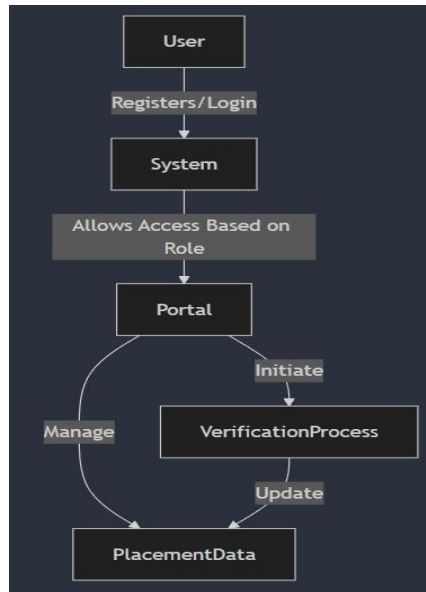 User
Registers/Login
System
Allows Access Based on
Role
Portal
Initiate
Manage
VerificationProcess
Update
PlacementData